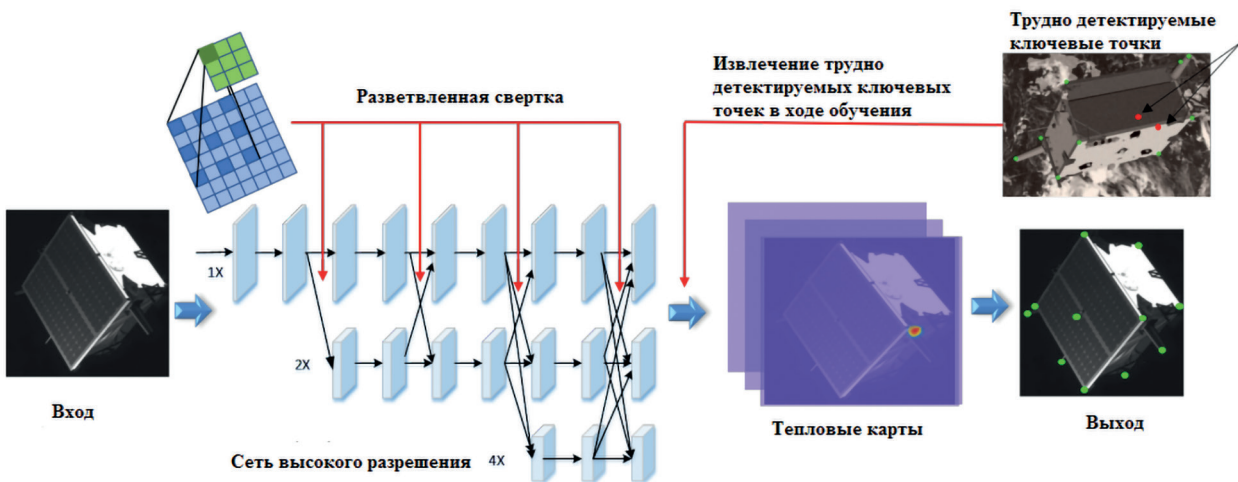 Трудно детектируемые
ключевые точки
Извлечение трудно
детектируемых ключевых
точек в ходе обучения
Разветвленная свертка
1X
2X
4X
Вход
Сеть высокого разрешения
Тепловые карты
Выход